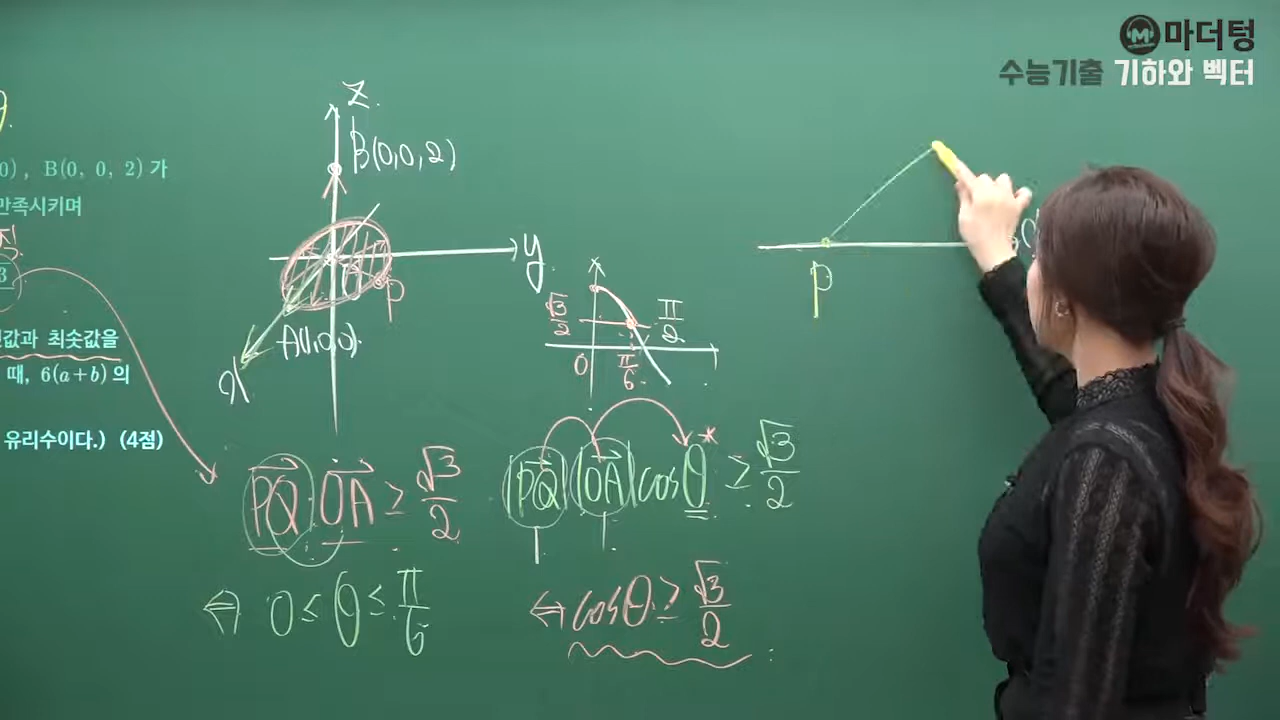 마더텅
수능기출 기하와 벡터
0), B(0, 0, 2)가
만족시키며
3
값과 최솟값을
때, 6(a+b)의
유리수이다.) (4점)
z
B(0,0,2)
y
P
A(1,0,0)
x
√3/2
π/2
0
π/6
P
PQ⃗ · OA⃗ ≥ √3/2
⇔ 0 ≤ θ ≤ π/6
|PQ⃗| |OA⃗| cosθ ≥ √3/2
*
1 1
⇔ cosθ ≥ √3/2